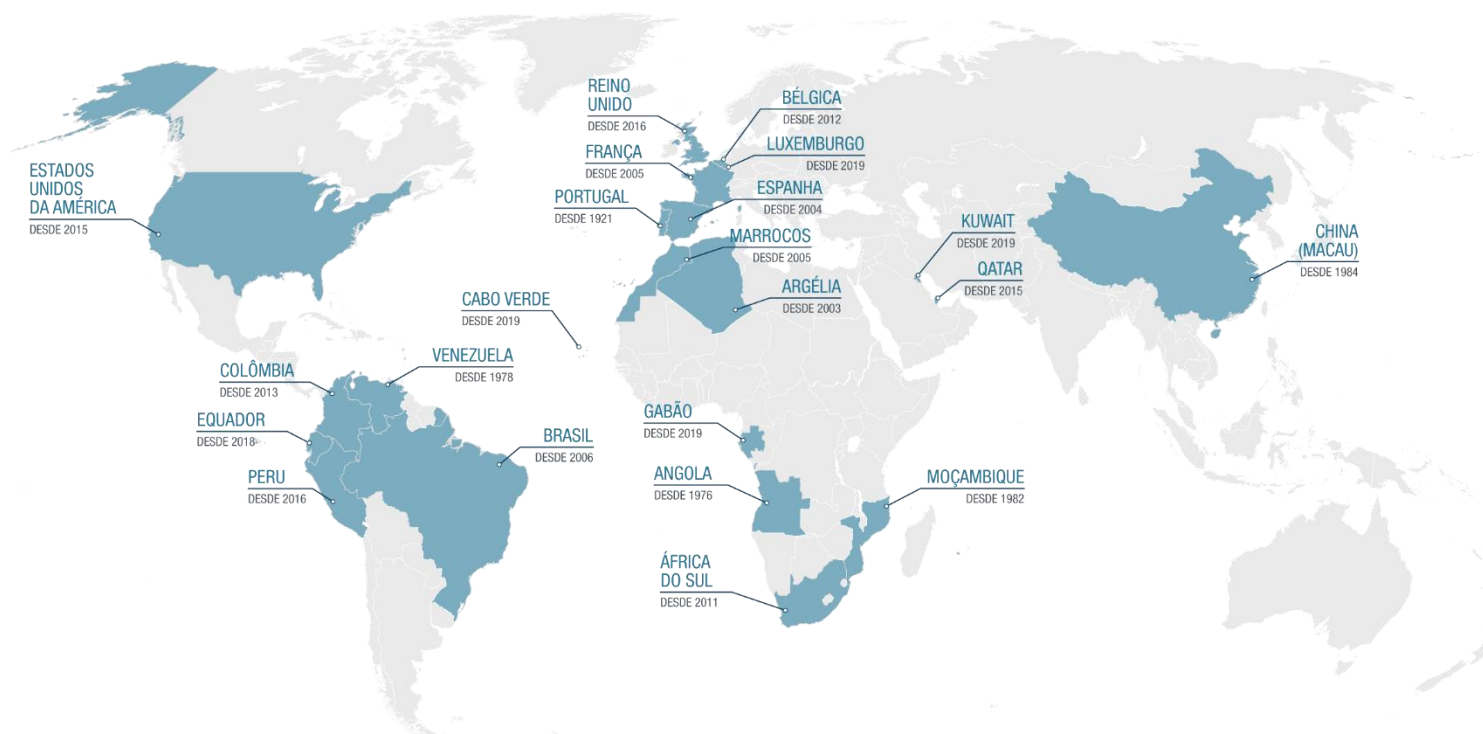 REINO
UNIDO
DESDE 2016
BÉLGICA
DESDE 2012
FRANÇA
DESDE 2005
LUXEMBURGO
DESDE 2019
ESTADOS
UNIDOS
DA AMÉRICA
DESDE 2015
PORTUGAL
DESDE 1921
ESPANHA
DESDE 2004
MARROCOS
DESDE 2005
KUWAIT
DESDE 2019
CHINA
(MACAU)
DESDE 1984
QATAR
DESDE 2015
ARGÉLIA
DESDE 2003
CABO VERDE
DESDE 2019
VENEZUELA
DESDE 1978
COLÔMBIA
DESDE 2013
EQUADOR
DESDE 2018
GABÃO
DESDE 2019
BRASIL
DESDE 2006
PERU
DESDE 2016
ANGOLA
DESDE 1976
MOÇAMBIQUE
DESDE 1982
ÁFRICA
DO SUL
DESDE 2011